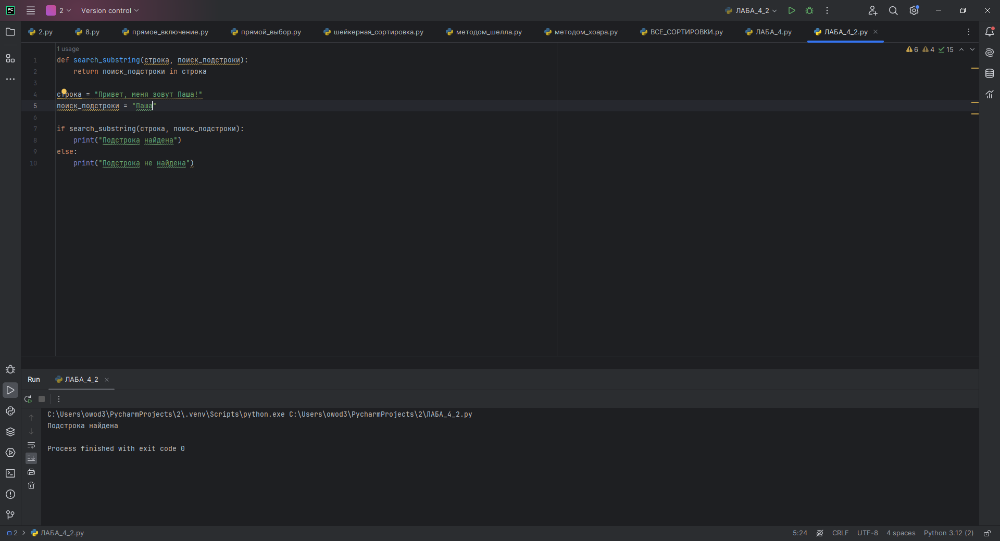 PC 2 Version control ЛАБА_4_2
2.py 8.py прямое_включение.py прямой_выбор.py шейкерная_сортировка.py методом_шелла.py методом_хоара.py ВСЕ_СОРТИРОВКИ.py ЛАБА_4.py ЛАБА_4_2.py
1 usage 6 4 15
1 def search_substring(строка, поиск_подстроки):
2 return поиск_подстроки in строка
3
4 строка = "Привет, меня зовут Паша!"
5 поиск_подстроки = "Паша"
6
7 if search_substring(строка, поиск_подстроки):
8 print("Подстрока найдена")
9 else:
10 print("Подстрока не найдена")
Run ЛАБА_4_2
C:\Users\owod3\PycharmProjects\2\.venv\Scripts\python.exe C:\Users\owod3\PycharmProjects\2\ЛАБА_4_2.py
Подстрока найдена
Process finished with exit code 0
2 ЛАБА_4_2.py 5:24 CRLF UTF-8 4 spaces Python 3.12 (2)